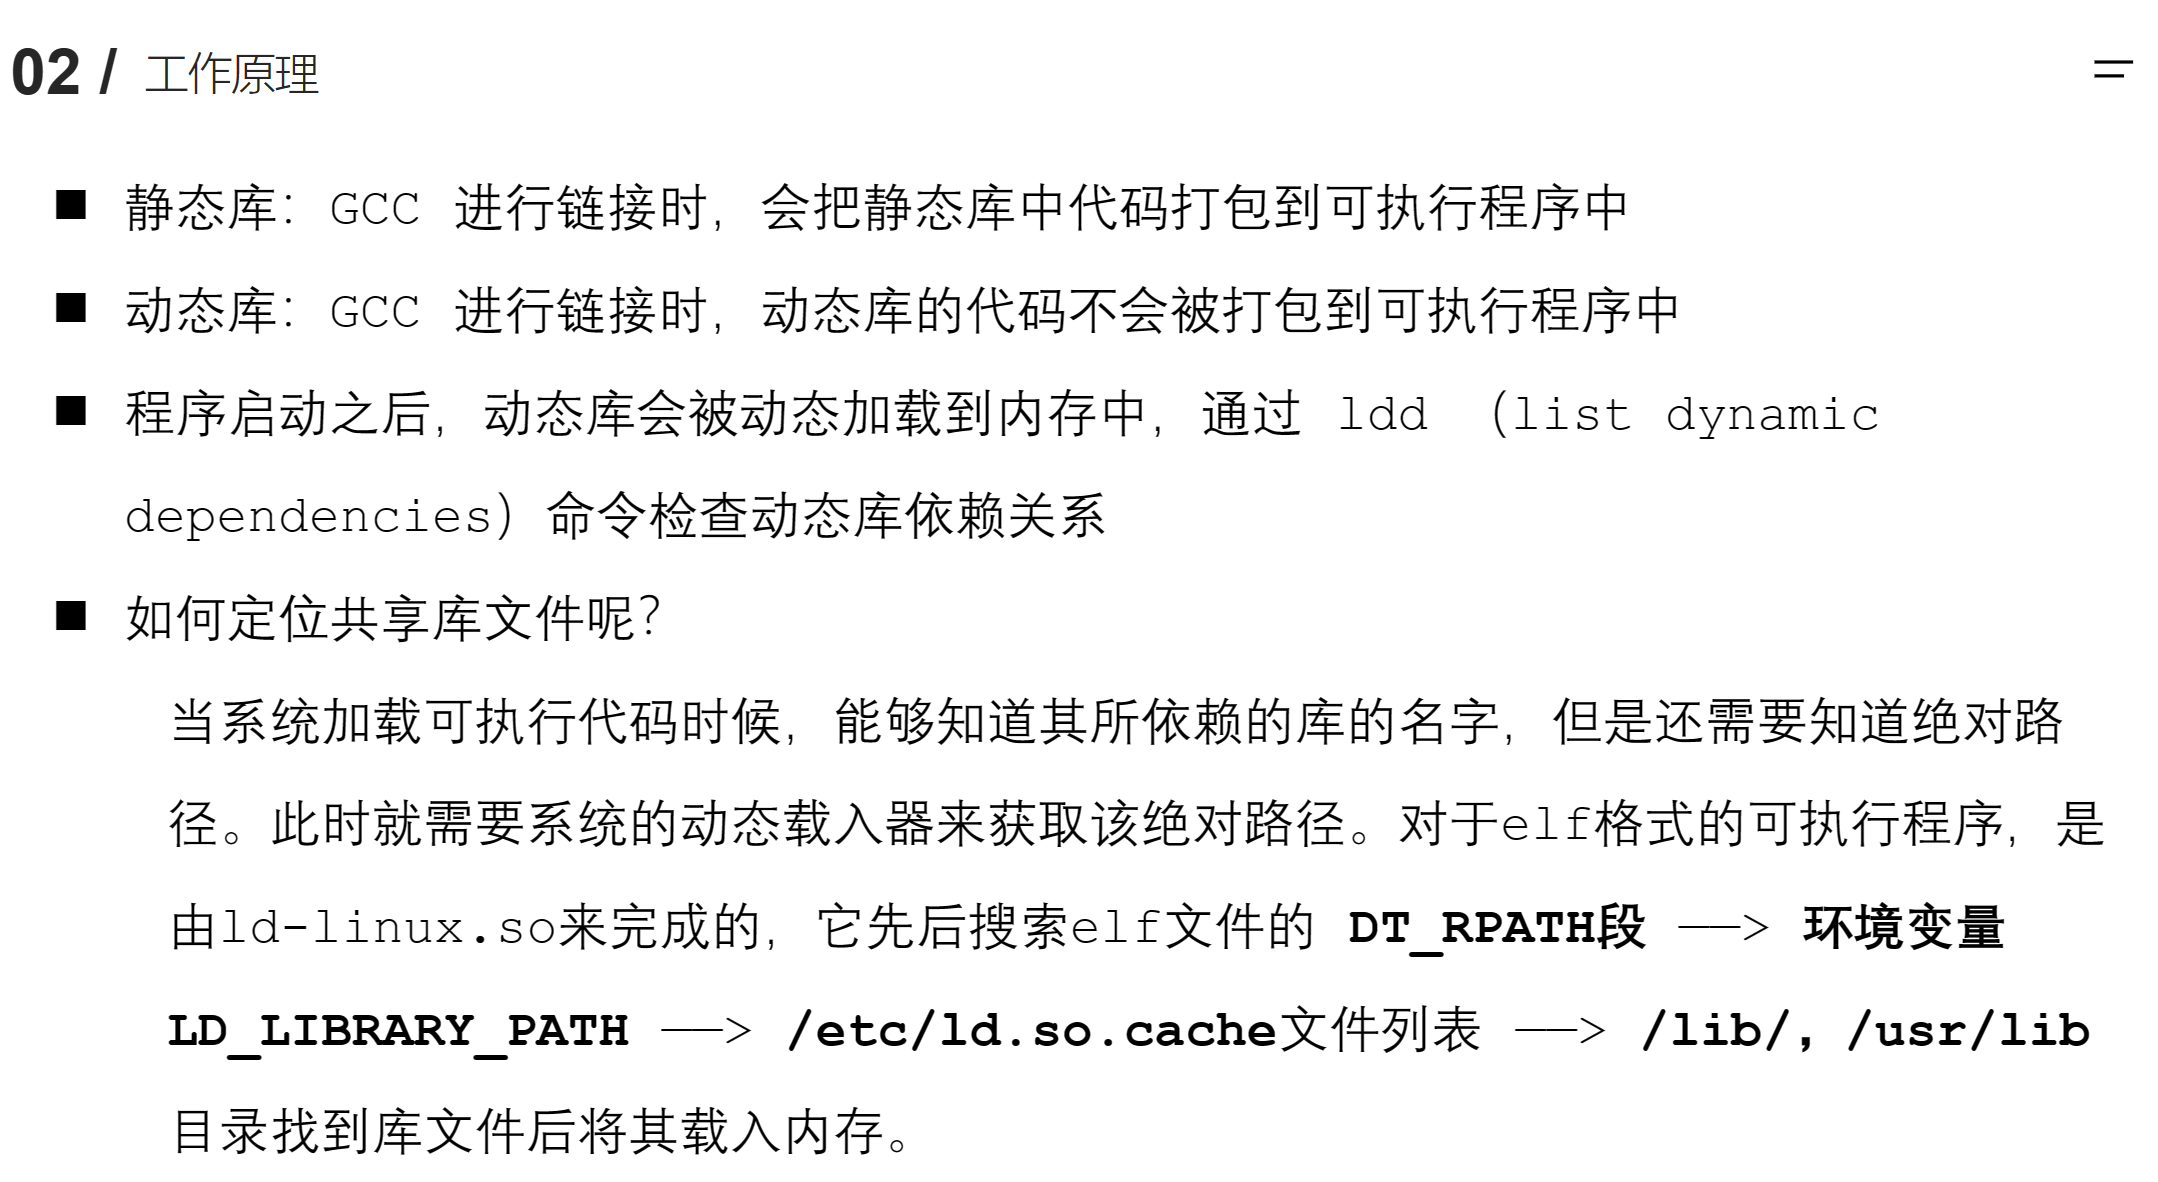 02 / 工作原理
■ 静态库：GCC 进行链接时，会把静态库中代码打包到可执行程序中
■ 动态库：GCC 进行链接时，动态库的代码不会被打包到可执行程序中
■ 程序启动之后，动态库会被动态加载到内存中，通过 ldd （list dynamic
dependencies）命令检查动态库依赖关系
■ 如何定位共享库文件呢？
当系统加载可执行代码时候，能够知道其所依赖的库的名字，但是还需要知道绝对路
径。此时就需要系统的动态载入器来获取该绝对路径。对于elf格式的可执行程序，是
由ld-linux.so来完成的，它先后搜索elf文件的 DT_RPATH段 ——> 环境变量
LD_LIBRARY_PATH ——> /etc/ld.so.cache文件列表 ——> /lib/，/usr/lib
目录找到库文件后将其载入内存。